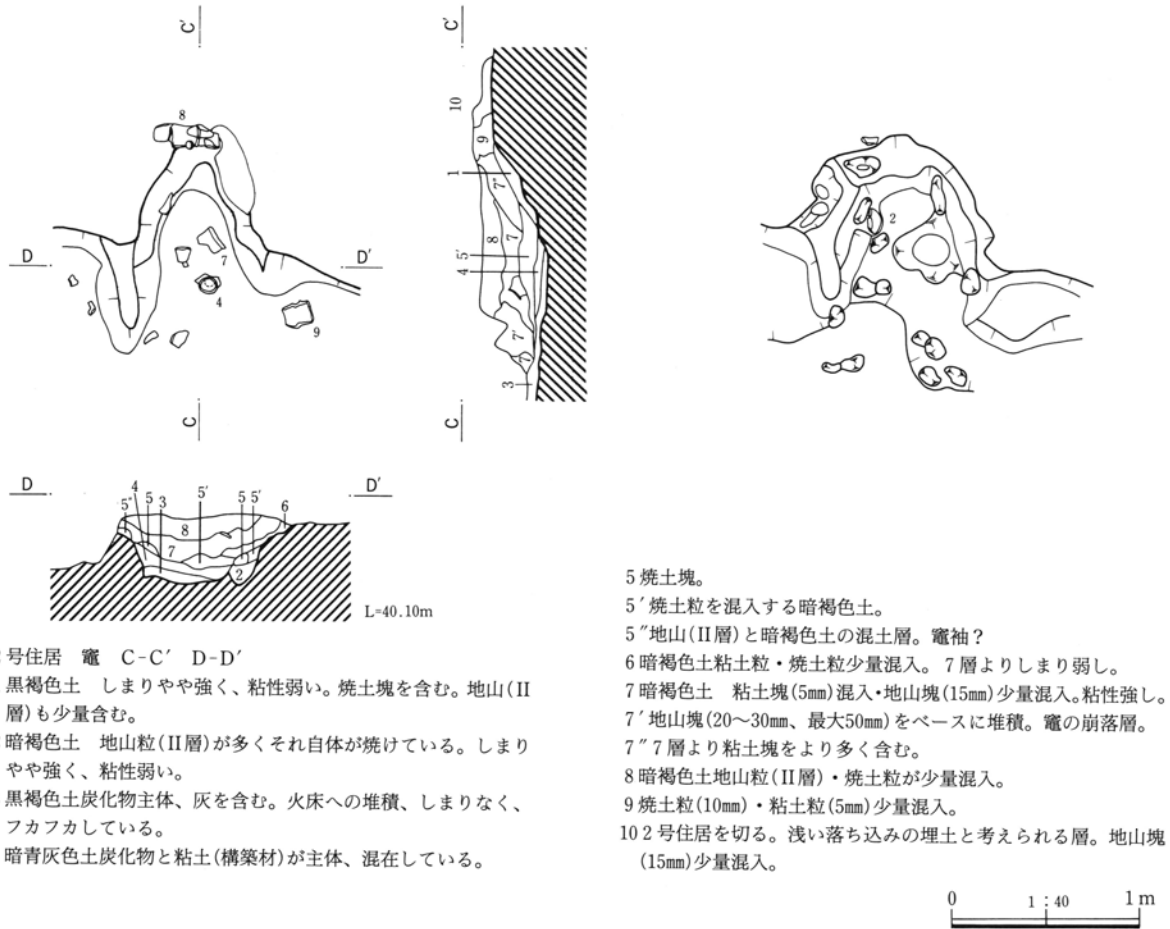 C′
C′
8
10
9
1
7″
8
7
5′
4
7″
7
3
D
D′
7
4
9
C
C
2
D
D′
4
5″
5
3
5′
5
5′
6
8
7
2
L=40.10m
号住居 竈 C-C′ D-D′
黒褐色土 しまりやや強く、粘性弱い。焼土塊を含む。地山(II
層)も少量含む。
暗褐色土 地山粒(II層)が多くそれ自体が焼けている。しまり
やや強く、粘性弱い。
黒褐色土炭化物主体、灰を含む。火床への堆積、しまりなく、
フカフカしている。
暗青灰色土炭化物と粘土(構築材)が主体、混在している。
5 焼土塊。
5′焼土粒を混入する暗褐色土。
5″地山(II層)と暗褐色土の混土層。竈袖?
6 暗褐色土粘土粒・焼土粒少量混入。7層よりしまり弱し。
7 暗褐色土 粘土塊(5mm)混入・地山塊(15mm)少量混入。粘性強し。
7′地山塊(20〜30mm、最大50mm)をベースに堆積。竈の崩落層。
7″7層より粘土塊をより多く含む。
8 暗褐色土地山粒(II層)・焼土粒が少量混入。
9 焼土粒(10mm)・粘土粒(5mm)少量混入。
10 2号住居を切る。浅い落ち込みの埋土と考えられる層。地山塊
(15mm)少量混入。
0 1:40 1m